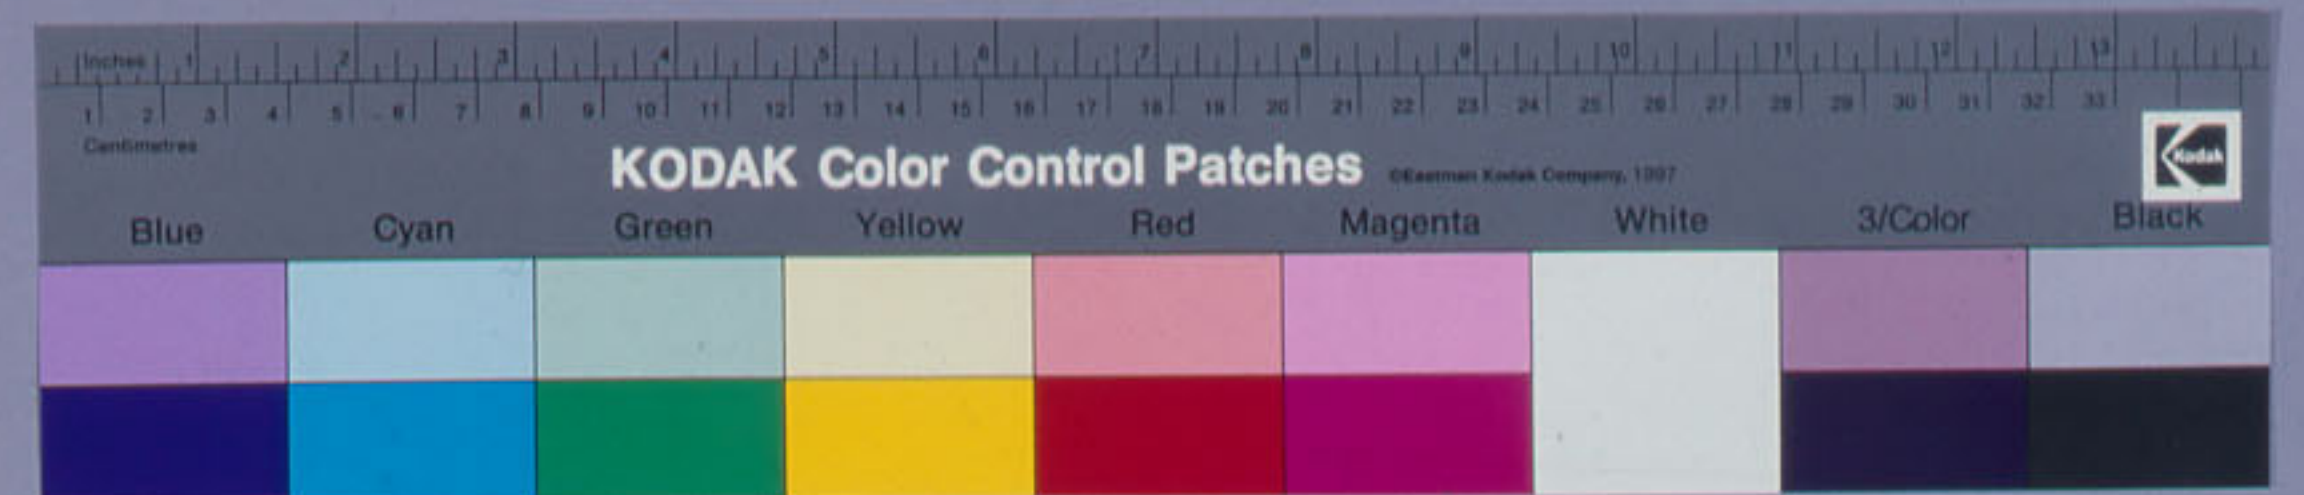 Inches 1 2 3 4 5 6 7 8 9 10 11 12 13
1 2 3 4 5 6 7 8 9 10 11 12 13 14 15 16 17 18 19 20 21 22 23 24 25 26 27 28 29 30 31 32 33
Centimetres
KODAK Color Control Patches ©Eastman Kodak Company, 1997
Kodak
Blue Cyan Green Yellow Red Magenta White 3/Color Black